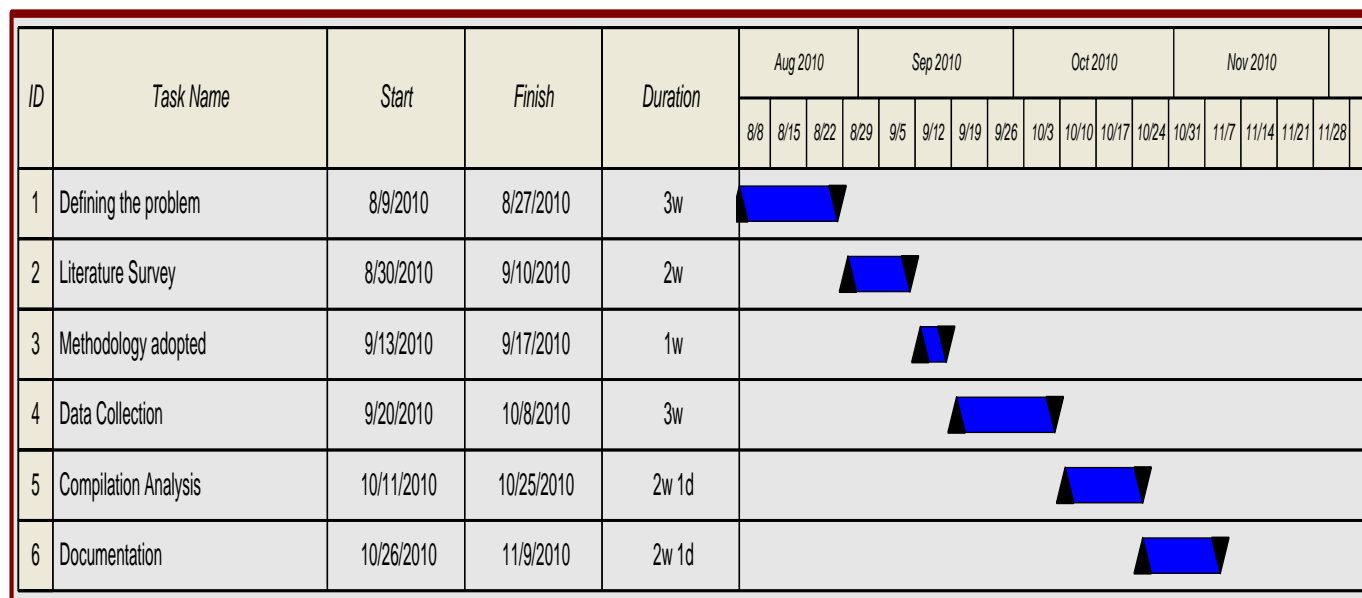 ID Task Name Start Finish Duration Aug 2010 Sep 2010 Oct 2010 Nov 2010
8/8 8/15 8/22 8/29 9/5 9/12 9/19 9/26 10/3 10/10 10/17 10/24 10/31 11/7 11/14 11/21 11/28
1 Defining the problem 8/9/2010 8/27/2010 3w
2 Literature Survey 8/30/2010 9/10/2010 2w
3 Methodology adopted 9/13/2010 9/17/2010 1w
4 Data Collection 9/20/2010 10/8/2010 3w
5 Compilation Analysis 10/11/2010 10/25/2010 2w 1d
6 Documentation 10/26/2010 11/9/2010 2w 1d